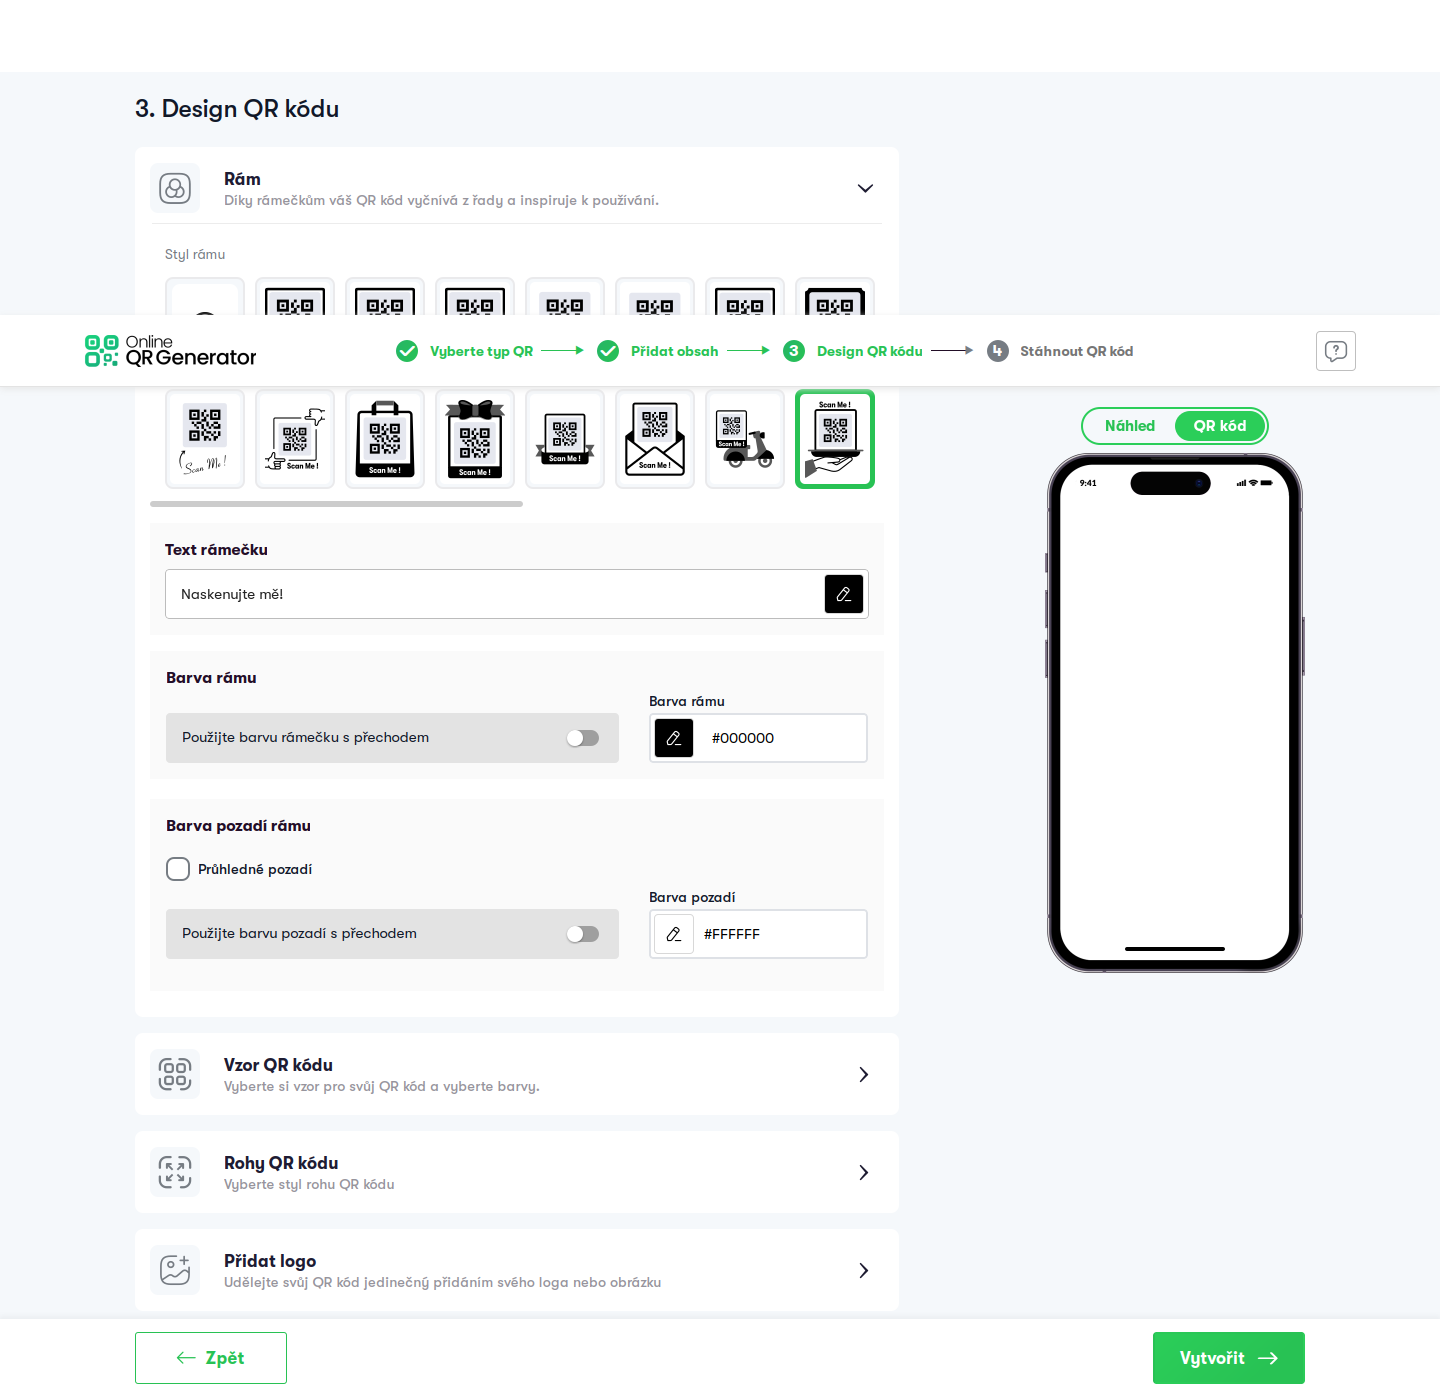 3. Design QR kódu
Rám
Díky rámečkům váš QR kód vyčnívá z řady a inspiruje k používání.
Styl rámu
Online
QR Generator
Vyberte typ QR
Přidat obsah
3 Design QR kódu
4 Stáhnout QR kód
Náhled
QR kód
Scan Me !
Scan Me !
Scan Me !
Scan Me !
Scan Me !
Scan Me !
Scan Me !
Scan Me !
9:41
Text rámečku
Naskenujte mě!
Barva rámu
Barva rámu
Použijte barvu rámečku s přechodem
#000000
Barva pozadí rámu
Průhledné pozadí
Barva pozadí
Použijte barvu pozadí s přechodem
#FFFFFF
Vzor QR kódu
Vyberte si vzor pro svůj QR kód a vyberte barvy.
Rohy QR kódu
Vyberte styl rohu QR kódu
Přidat logo
Udělejte svůj QR kód jedinečný přidáním svého loga nebo obrázku
Zpět
Vytvořit